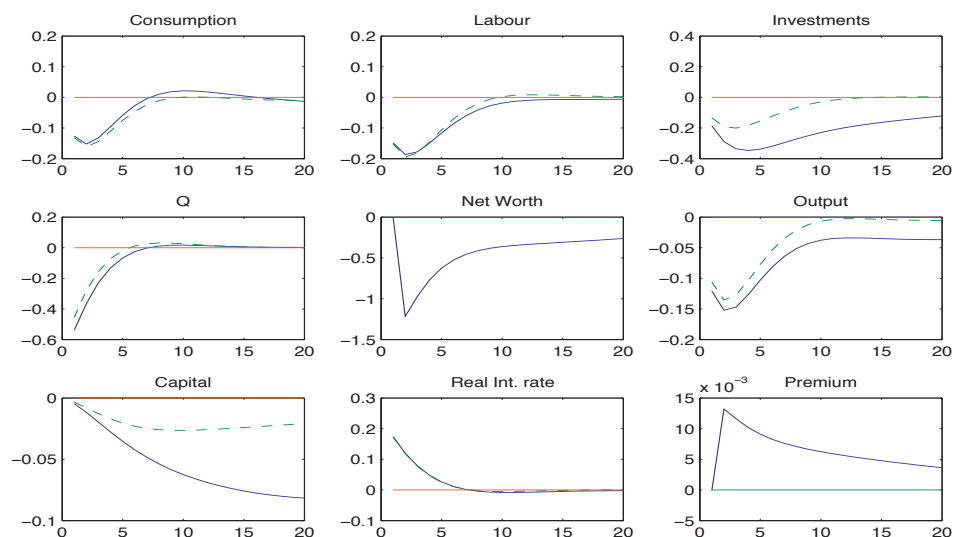 Consumption
0.2
0.1
0
−0.1
−0.2
0 5 10 15 20
Labour
0.2
0.1
0
−0.1
−0.2
0 5 10 15 20
Investments
0.4
0.2
0
−0.2
−0.4
0 5 10 15 20
Q
0.2
0
−0.2
−0.4
−0.6
0 5 10 15 20
Net Worth
0
−0.5
−1
−1.5
0 5 10 15 20
Output
0
−0.05
−0.1
−0.15
−0.2
0 5 10 15 20
Capital
0
−0.05
−0.1
0 5 10 15 20
Real Int. rate
0.3
0.2
0.1
0
−0.1
0 5 10 15 20
Premium
x 10⁻³
15
10
5
0
−5
0 5 10 15 20